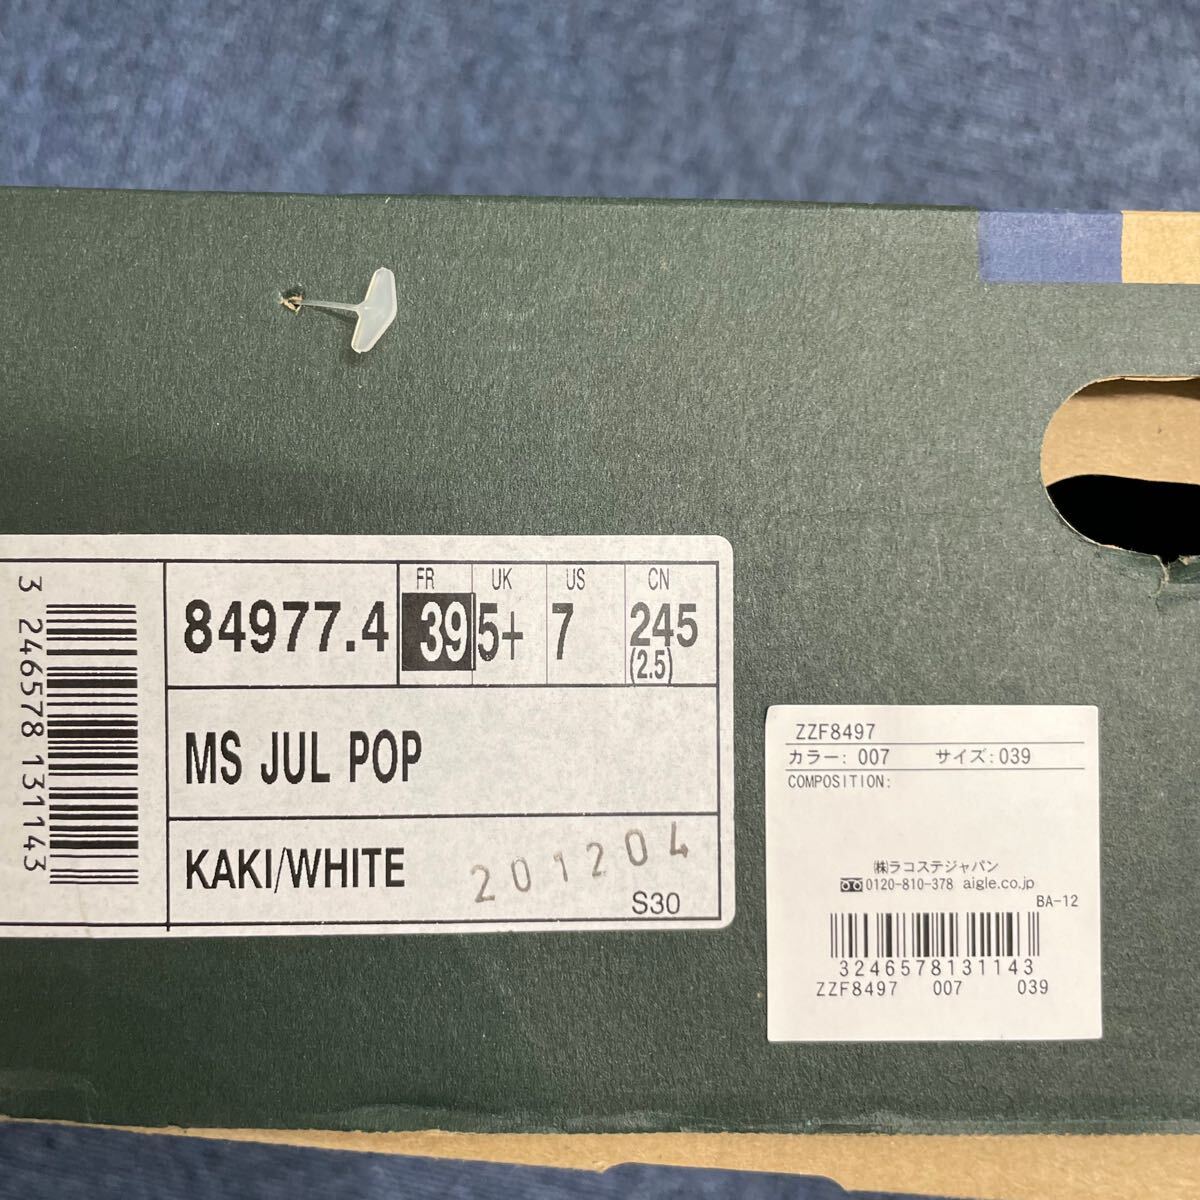 3 246578 131143
84977.4
FR UK US CN
39 5+ 7 245
(2.5)
MS JUL POP
KAKI/WHITE
201204
S30
ZZF8497
カラー: 007 サイズ:039
COMPOSITION:
㈱ラコステジャパン
0120-810-378 aigle.co.jp
BA-12
3246578131143
ZZF8497 007 039